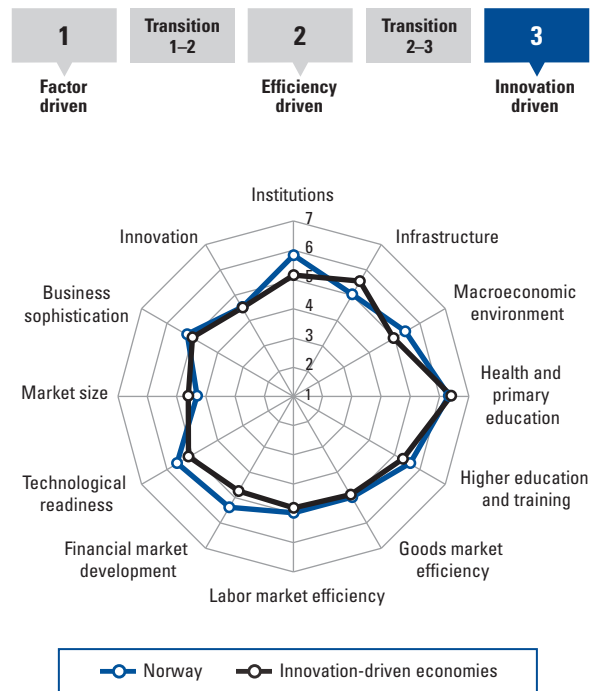 1
Transition
1–2
2
Transition
2–3
3
Factor
driven
Efficiency
driven
Innovation
driven
Institutions
7
Innovation
Infrastructure
6
5
Business
sophistication
Macroeconomic
environment
4
3
2
Market size
1
Health and
primary
education
Technological
readiness
Higher education
and training
Financial market
development
Goods market
efficiency
Labor market efficiency
Norway
Innovation-driven economies